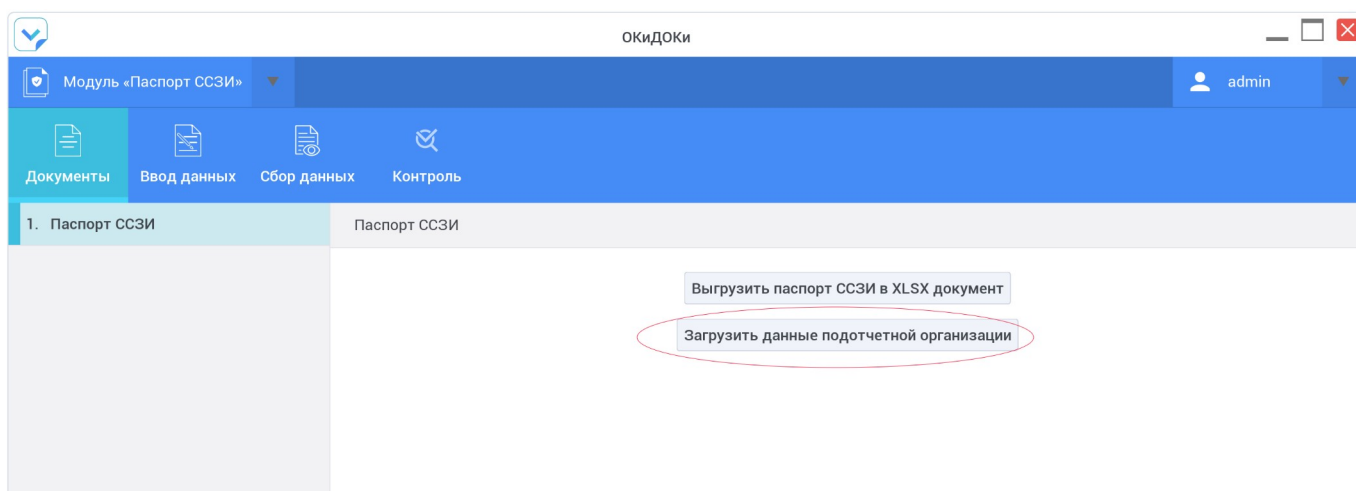 ОКиДОКи
Модуль «Паспорт ССЗИ»
admin
Документы
Ввод данных
Сбор данных
Контроль
1. Паспорт ССЗИ
Паспорт ССЗИ
Выгрузить паспорт ССЗИ в XLSX документ
Загрузить данные подотчетной организации